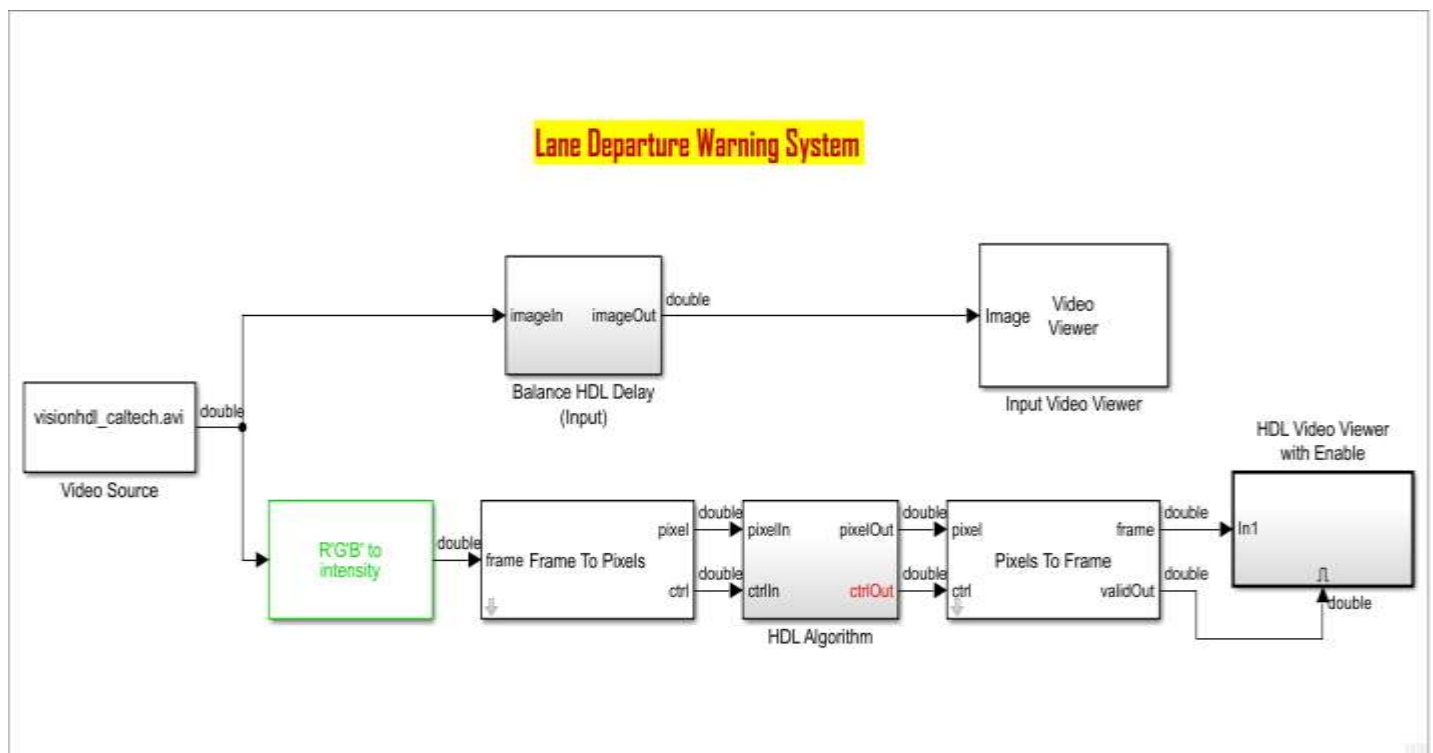 Lane Departure Warning System
imageIn
imageOut
double
Balance HDL Delay
(Input)
Image
Video
Viewer
Input Video Viewer
visionhdl_caltech.avi
double
Video Source
R'G'B' to
intensity
double
frame
Frame To Pixels
pixel
ctrl
double
double
pixelIn
ctrlIn
pixelOut
ctrlOut
HDL Algorithm
double
double
pixel
ctrl
Pixels To Frame
frame
validOut
double
double
HDL Video Viewer
with Enable
In1
double